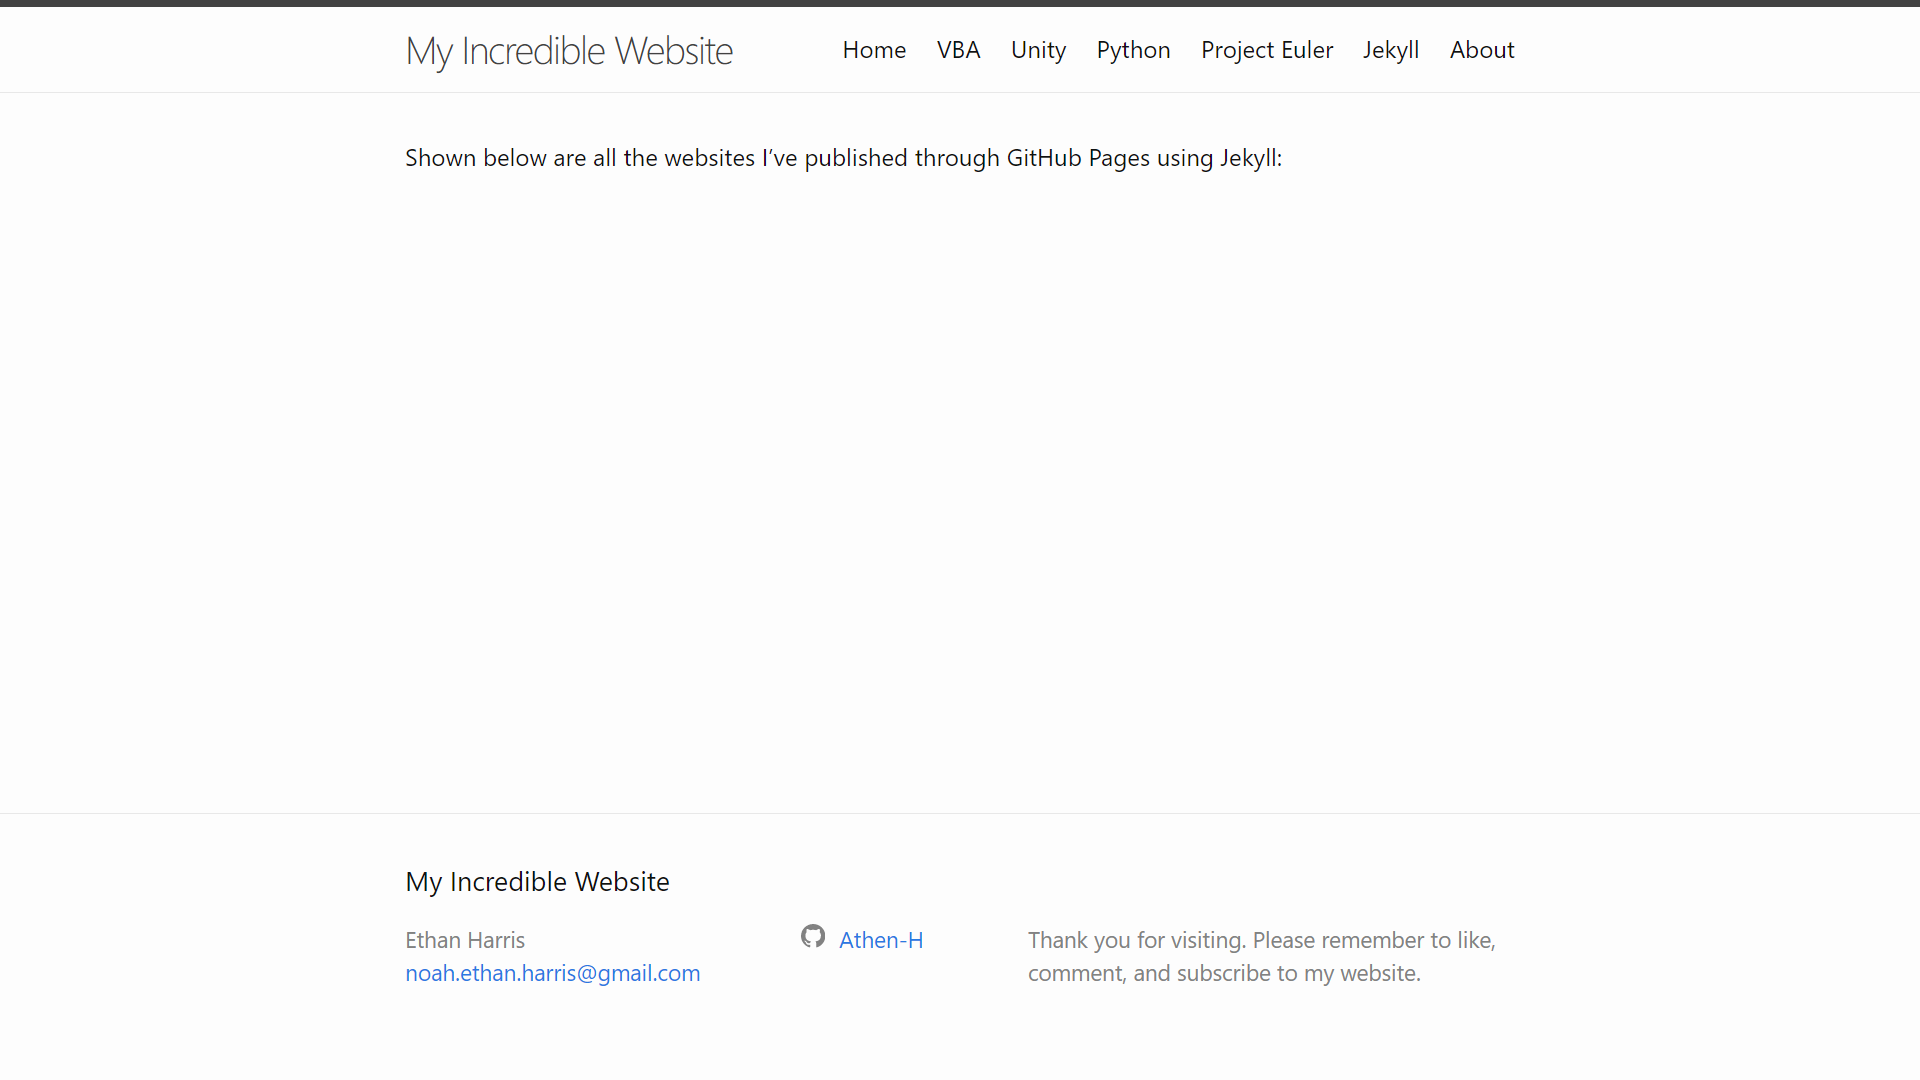 My Incredible Website
Home VBA Unity Python Project Euler Jekyll About
Shown below are all the websites I’ve published through GitHub Pages using Jekyll:
My Incredible Website
Ethan Harris
noah.ethan.harris@gmail.com
Athen-H
Thank you for visiting. Please remember to like,
comment, and subscribe to my website.